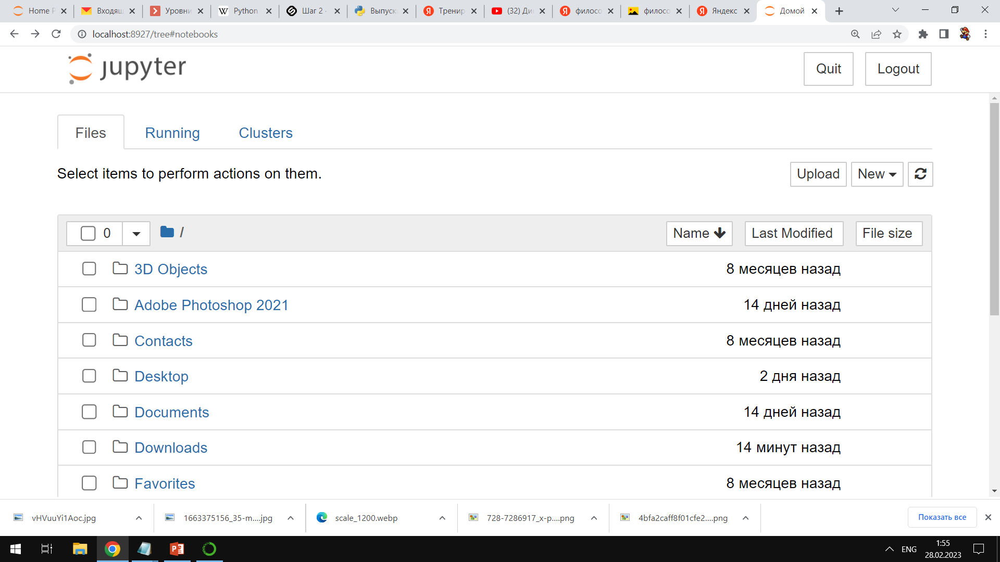 Home P
Входящ
Уровни
Python
Шаг 2
Выпуск
Тренир
(32) Ди
филосо
филосо
Яндекс
Домой
localhost:8927/tree#notebooks
jupyter
Quit
Logout
Files
Running
Clusters
Select items to perform actions on them.
Upload
New
0
/
Name
Last Modified
File size
3D Objects
8 месяцев назад
Adobe Photoshop 2021
14 дней назад
Contacts
8 месяцев назад
Desktop
2 дня назад
Documents
14 дней назад
Downloads
14 минут назад
Favorites
8 месяцев назад
vHVuuYi1Aoc.jpg
1663375156_35-m....jpg
scale_1200.webp
728-7286917_x-p....png
4bfa2caff8f01cfe2....png
Показать все
ENG
1:55
28.02.2023